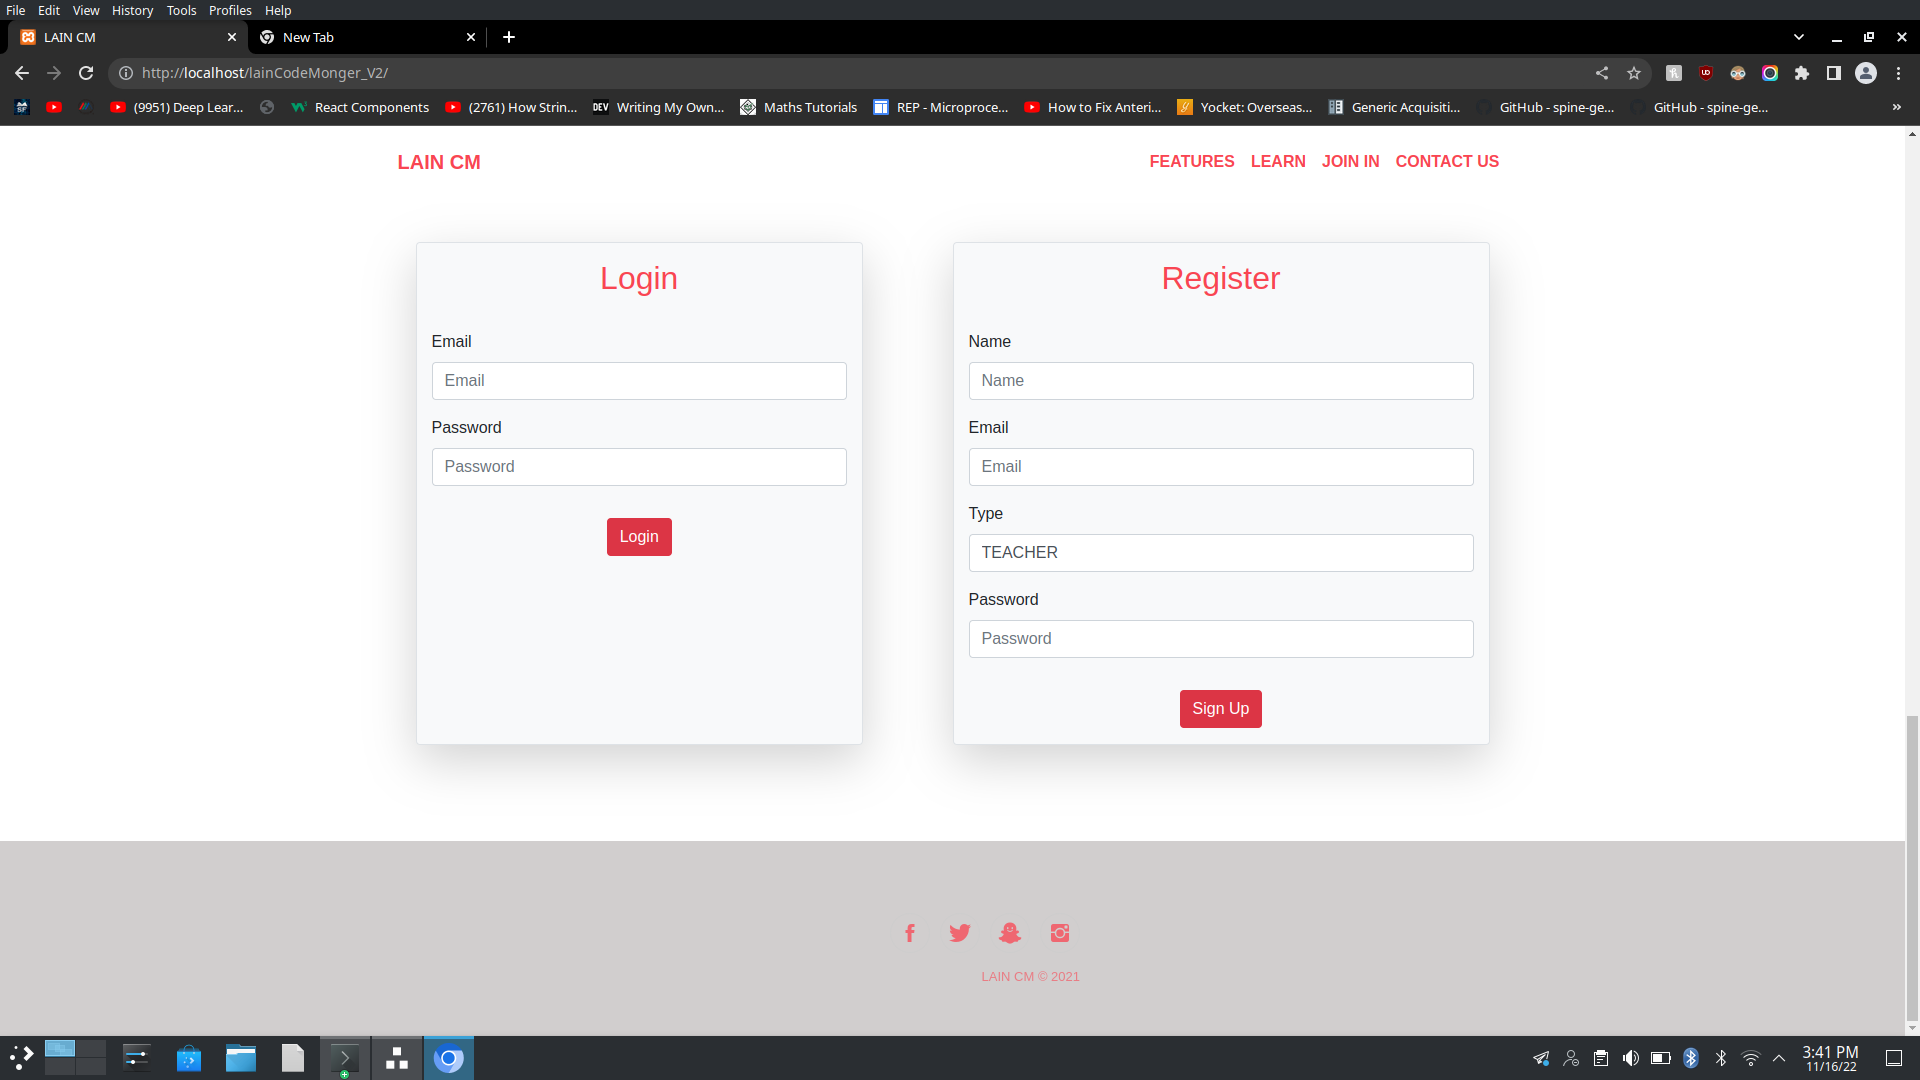 File Edit View History Tools Profiles Help
LAIN CM
New Tab
http://localhost/lainCodeMonger_V2/
(9951) Deep Lear...
React Components
(2761) How Strin...
DEV Writing My Own...
Maths Tutorials
REP - Microproce...
How to Fix Anteri...
Yocket: Overseas...
Generic Acquisiti...
GitHub - spine-ge...
GitHub - spine-ge...
LAIN CM
FEATURES LEARN JOIN IN CONTACT US
Login
Email
Email
Password
Password
Login
Register
Name
Name
Email
Email
Type
TEACHER
Password
Password
Sign Up
LAIN CM © 2021
3:41 PM
11/16/22